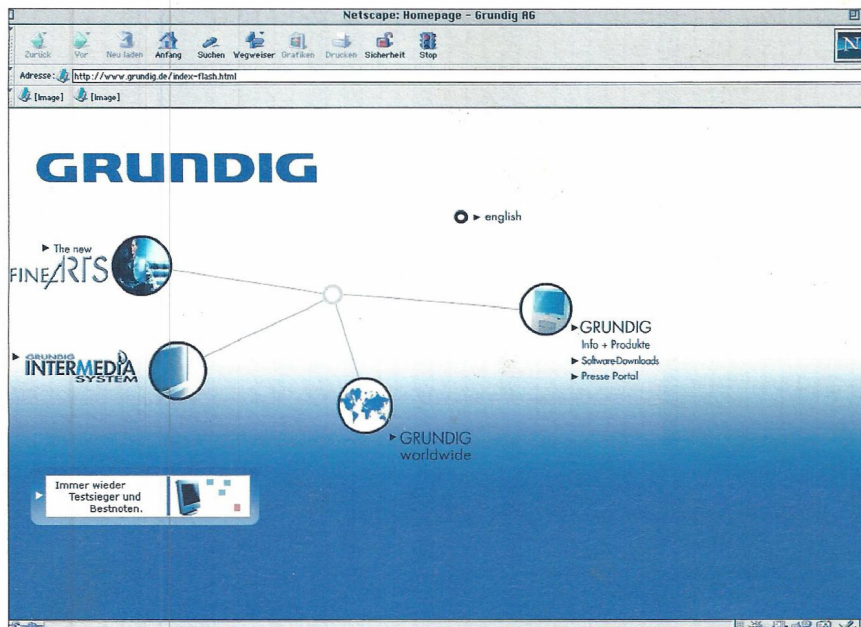 Netscape: Homepage - Grundig AG
Zurück Vor Neu laden Anfang Suchen Wegweiser Grafiken Drucken Sicherheit Stop
N
Adresse: http://www.grundig.de/index-flash.html
[Image] [Image]
GRUNDIG
english
The new
FINE ARTS
GRUNDIG
INTERMEDIA
SYSTEM
GRUNDIG
Info + Produkte
Software-Downloads
Presse Portal
GRUNDIG
worldwide
Immer wieder
Testsieger und
Bestnoten.